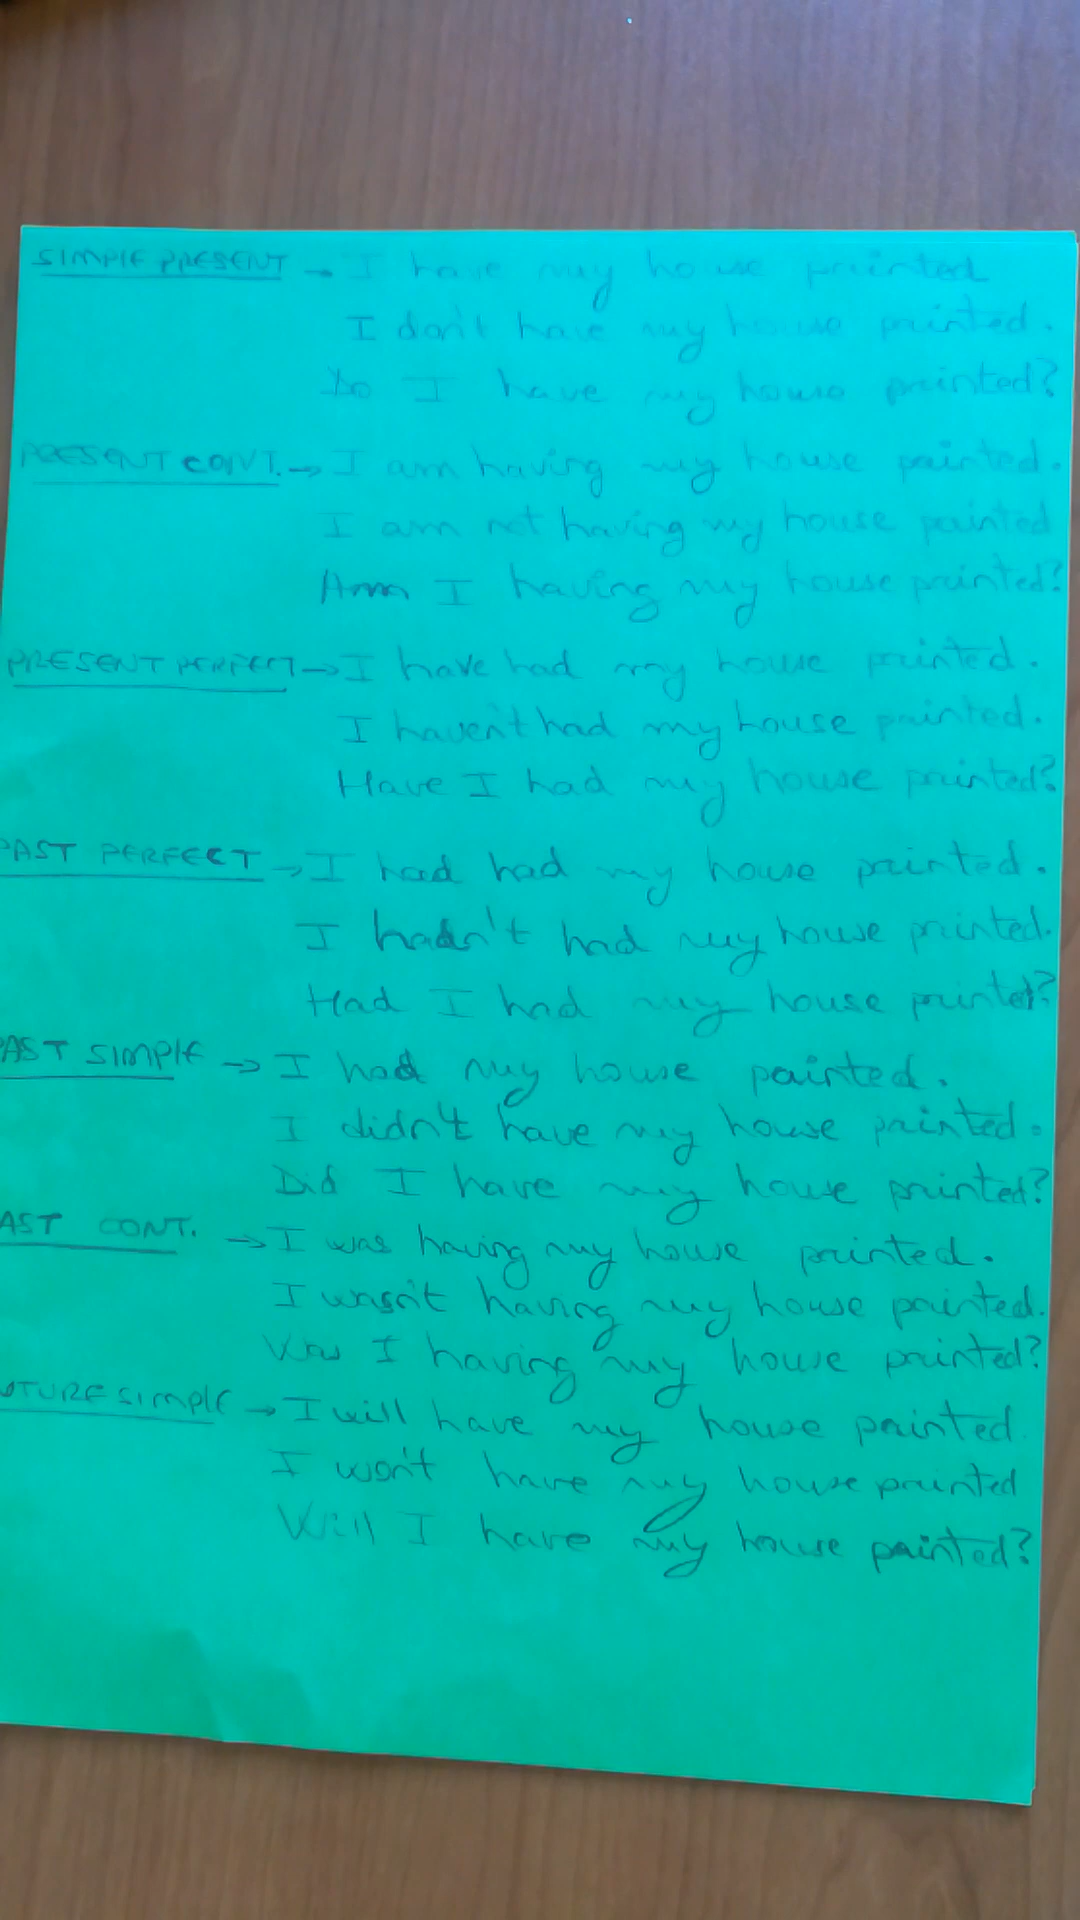 SIMPLE PRESENT → I have my house painted
I don't have my house painted.
Do I have my house painted?
PRESENT CONT. → I am having my house painted.
I am not having my house painted
Am I having my house painted?
PRESENT PERFECT → I have had my house painted.
I haven't had my house painted.
Have I had my house painted?
PAST PERFECT → I had had my house painted.
I hadn't had my house painted.
Had I had my house painted?
PAST SIMPLE → I had my house painted.
I didn't have my house painted.
Did I have my house painted?
AST CONT. → I was having my house painted.
I wasn't having my house painted.
Was I having my house painted?
UTURE SIMPLE → I will have my house painted.
I won't have my house painted
Will I have my house painted?